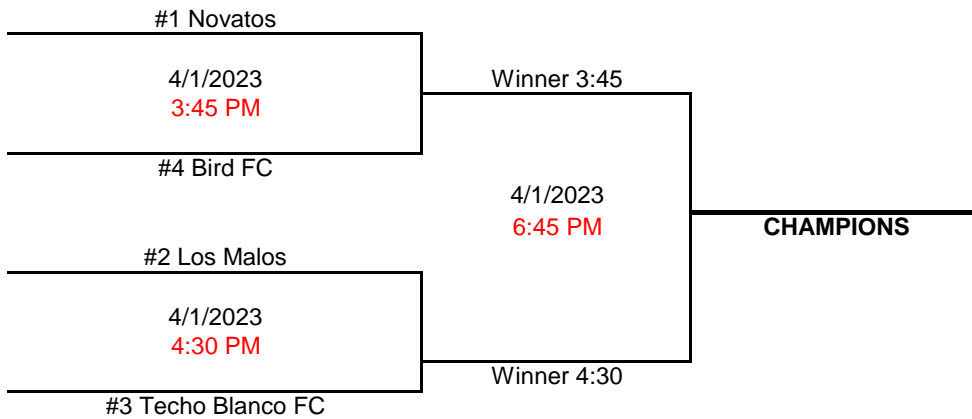 #1 Novatos
4/1/2023
3:45 PM
#4 Bird FC
Winner 3:45
4/1/2023
6:45 PM
CHAMPIONS
#2 Los Malos
4/1/2023
4:30 PM
#3 Techo Blanco FC
Winner 4:30